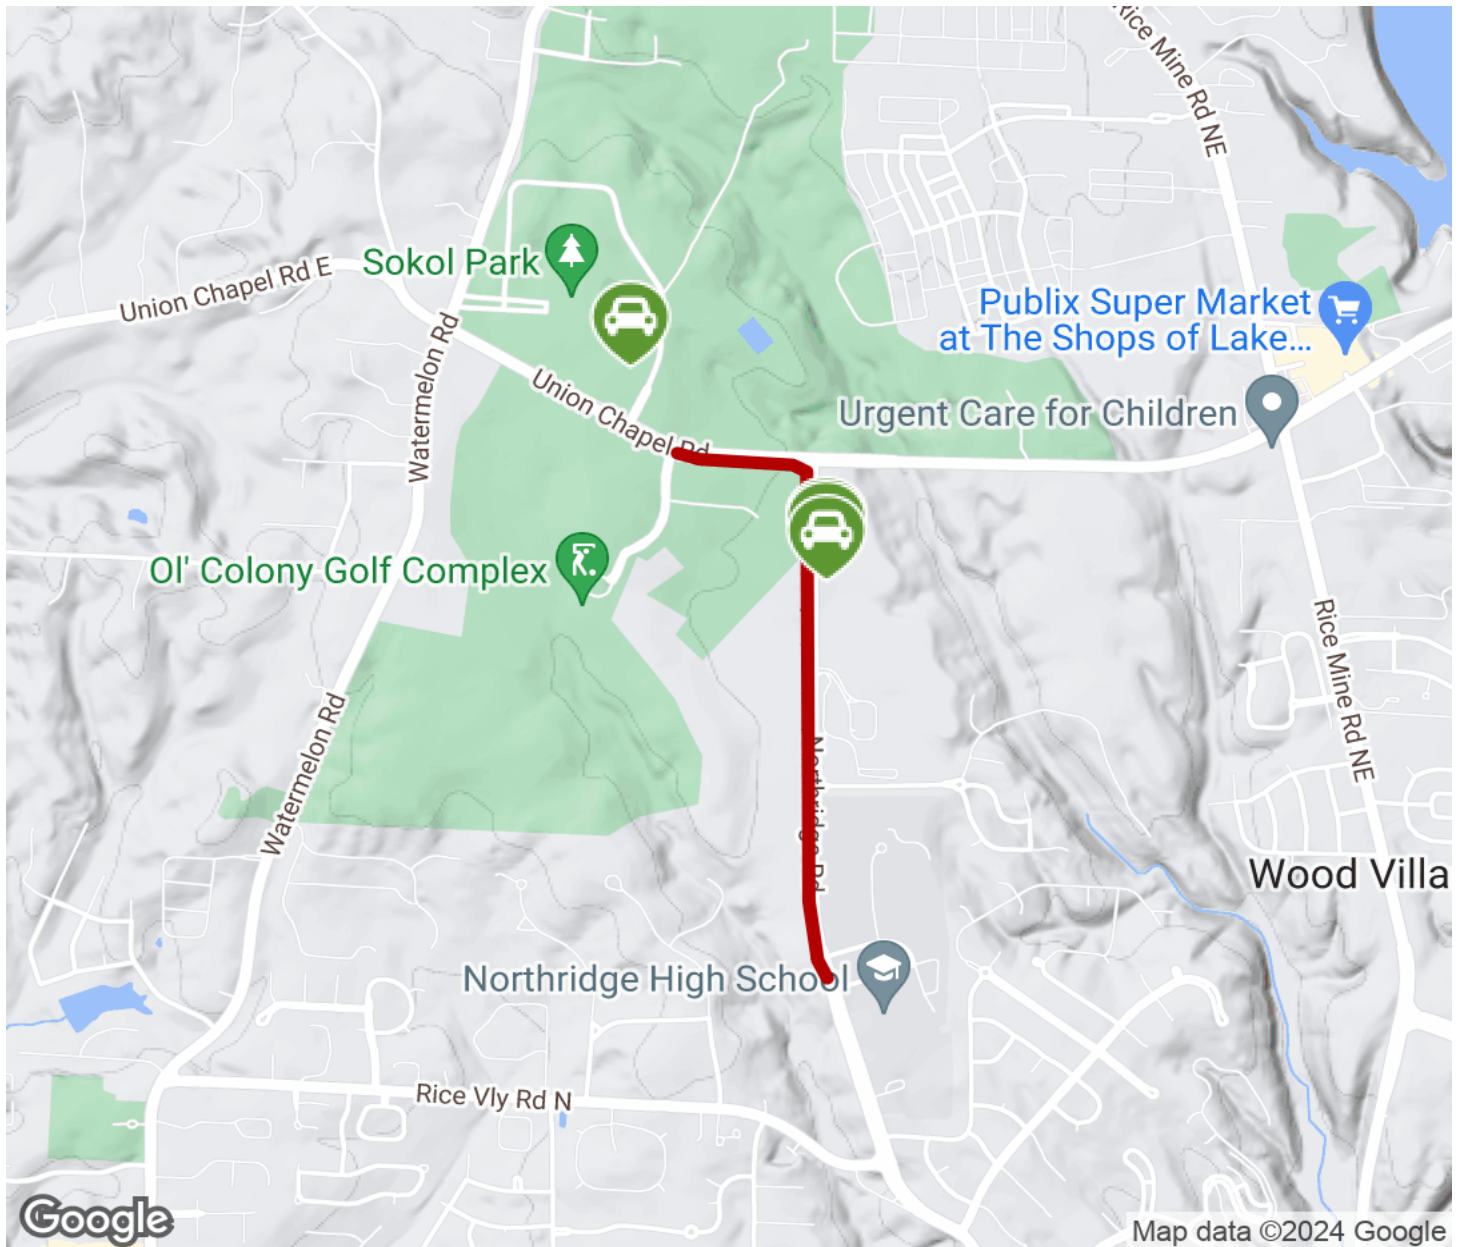 Rice Mine Rd NE
Sokol Park
Union Chapel Rd E
Publix Super Market
at The Shops of Lake...
Watermelon Rd
Union Chapel Rd
Urgent Care for Children
Ol' Colony Golf Complex
Rice Mine Rd NE
Watermelon Rd
Northridge Rd
Wood Villa
Northridge High School
Rice Vly Rd N
Google
Map data ©2024 Google